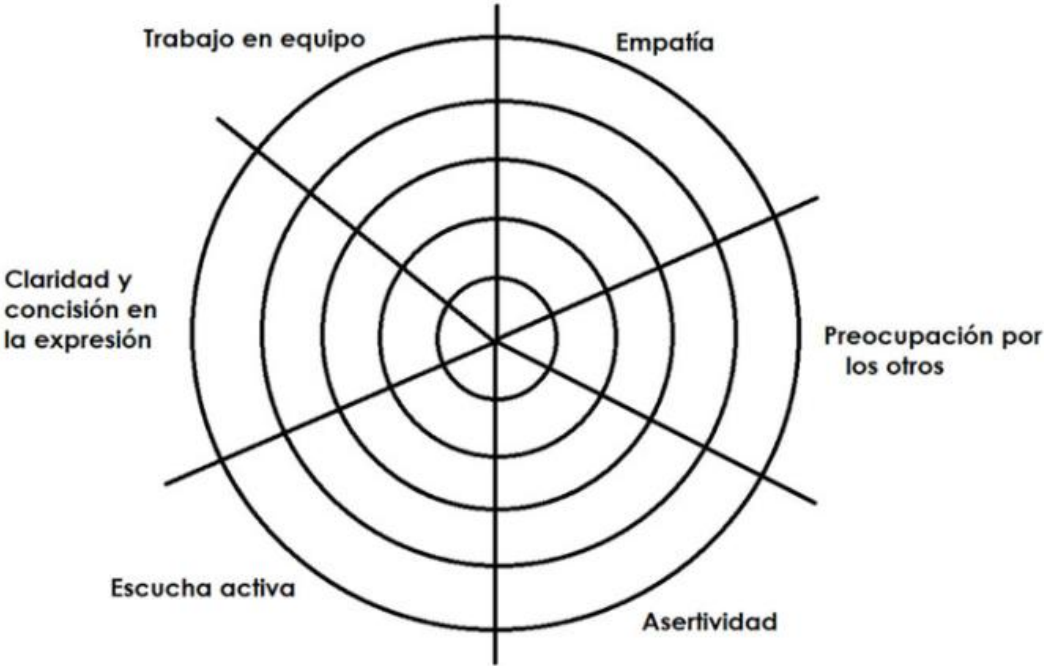 Trabajo en equipo
Empatía
Claridad y
concisión en
la expresión
Preocupación por
los otros
Escucha activa
Asertividad